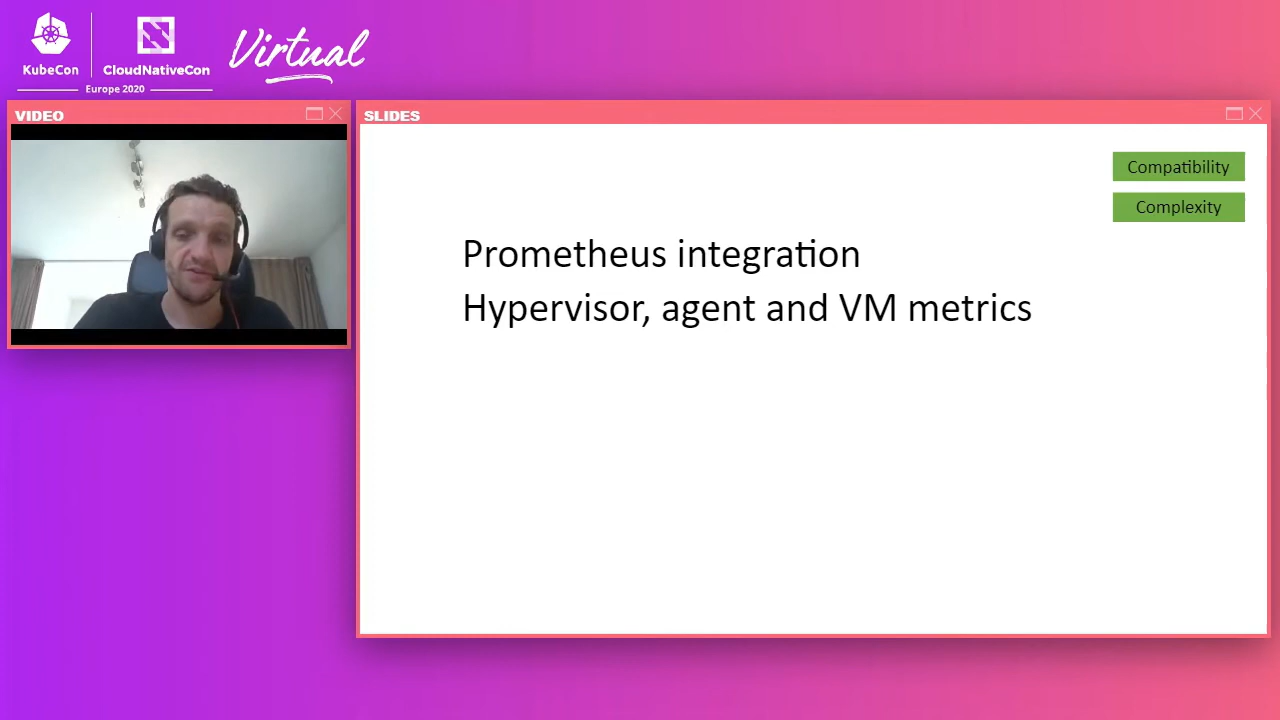 KubeCon
CloudNativeCon
Europe 2020
Virtual
VIDEO
SLIDES
Compatibility
Complexity
Prometheus integration
Hypervisor, agent and VM metrics